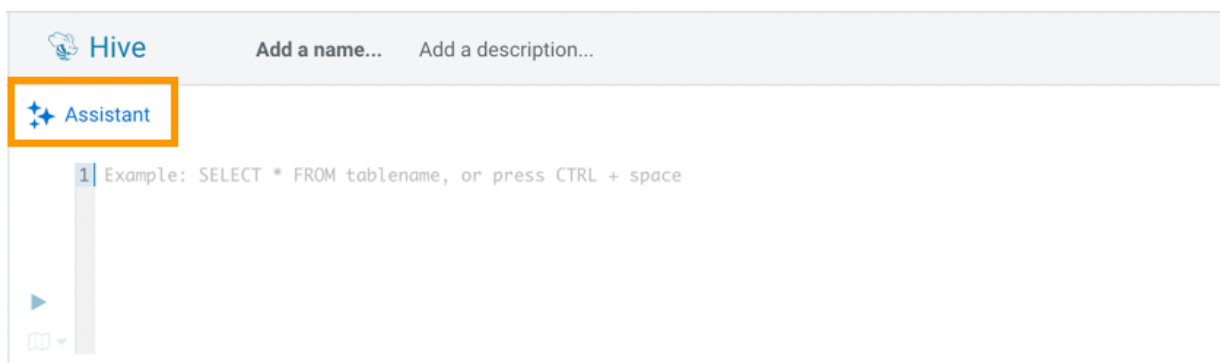 Hive Add a name... Add a description...
Assistant
1 Example: SELECT * FROM tablename, or press CTRL + space